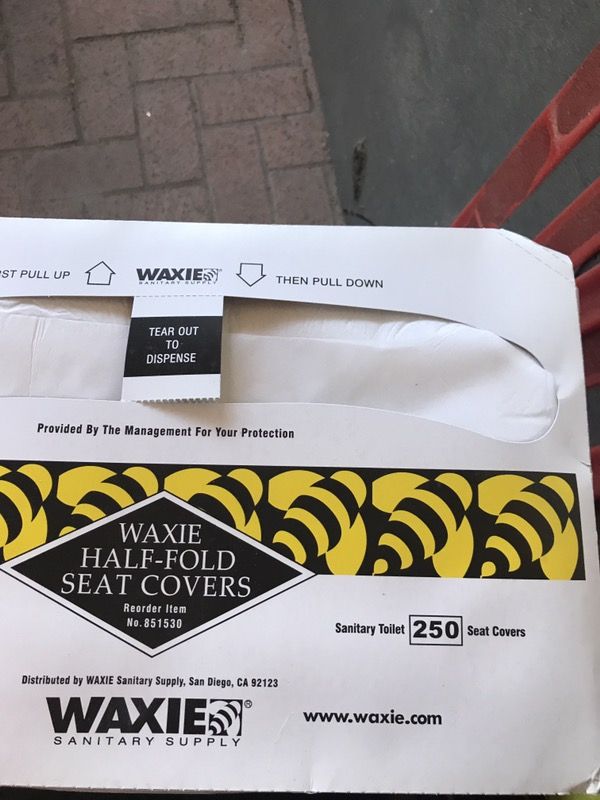 PULL UP
WAXIE
SANITARY SUPPLY
THEN PULL DOWN
TEAR OUT
TO
DISPENSE
Provided By The Management For Your Protection
WAXIE
HALF-FOLD
SEAT COVERS
Reorder Item
No. 851530
Sanitary Toilet 250 Seat Covers
Distributed by WAXIE Sanitary Supply, San Diego, CA 92123
WAXIE®
SANITARY SUPPLY
www.waxie.com